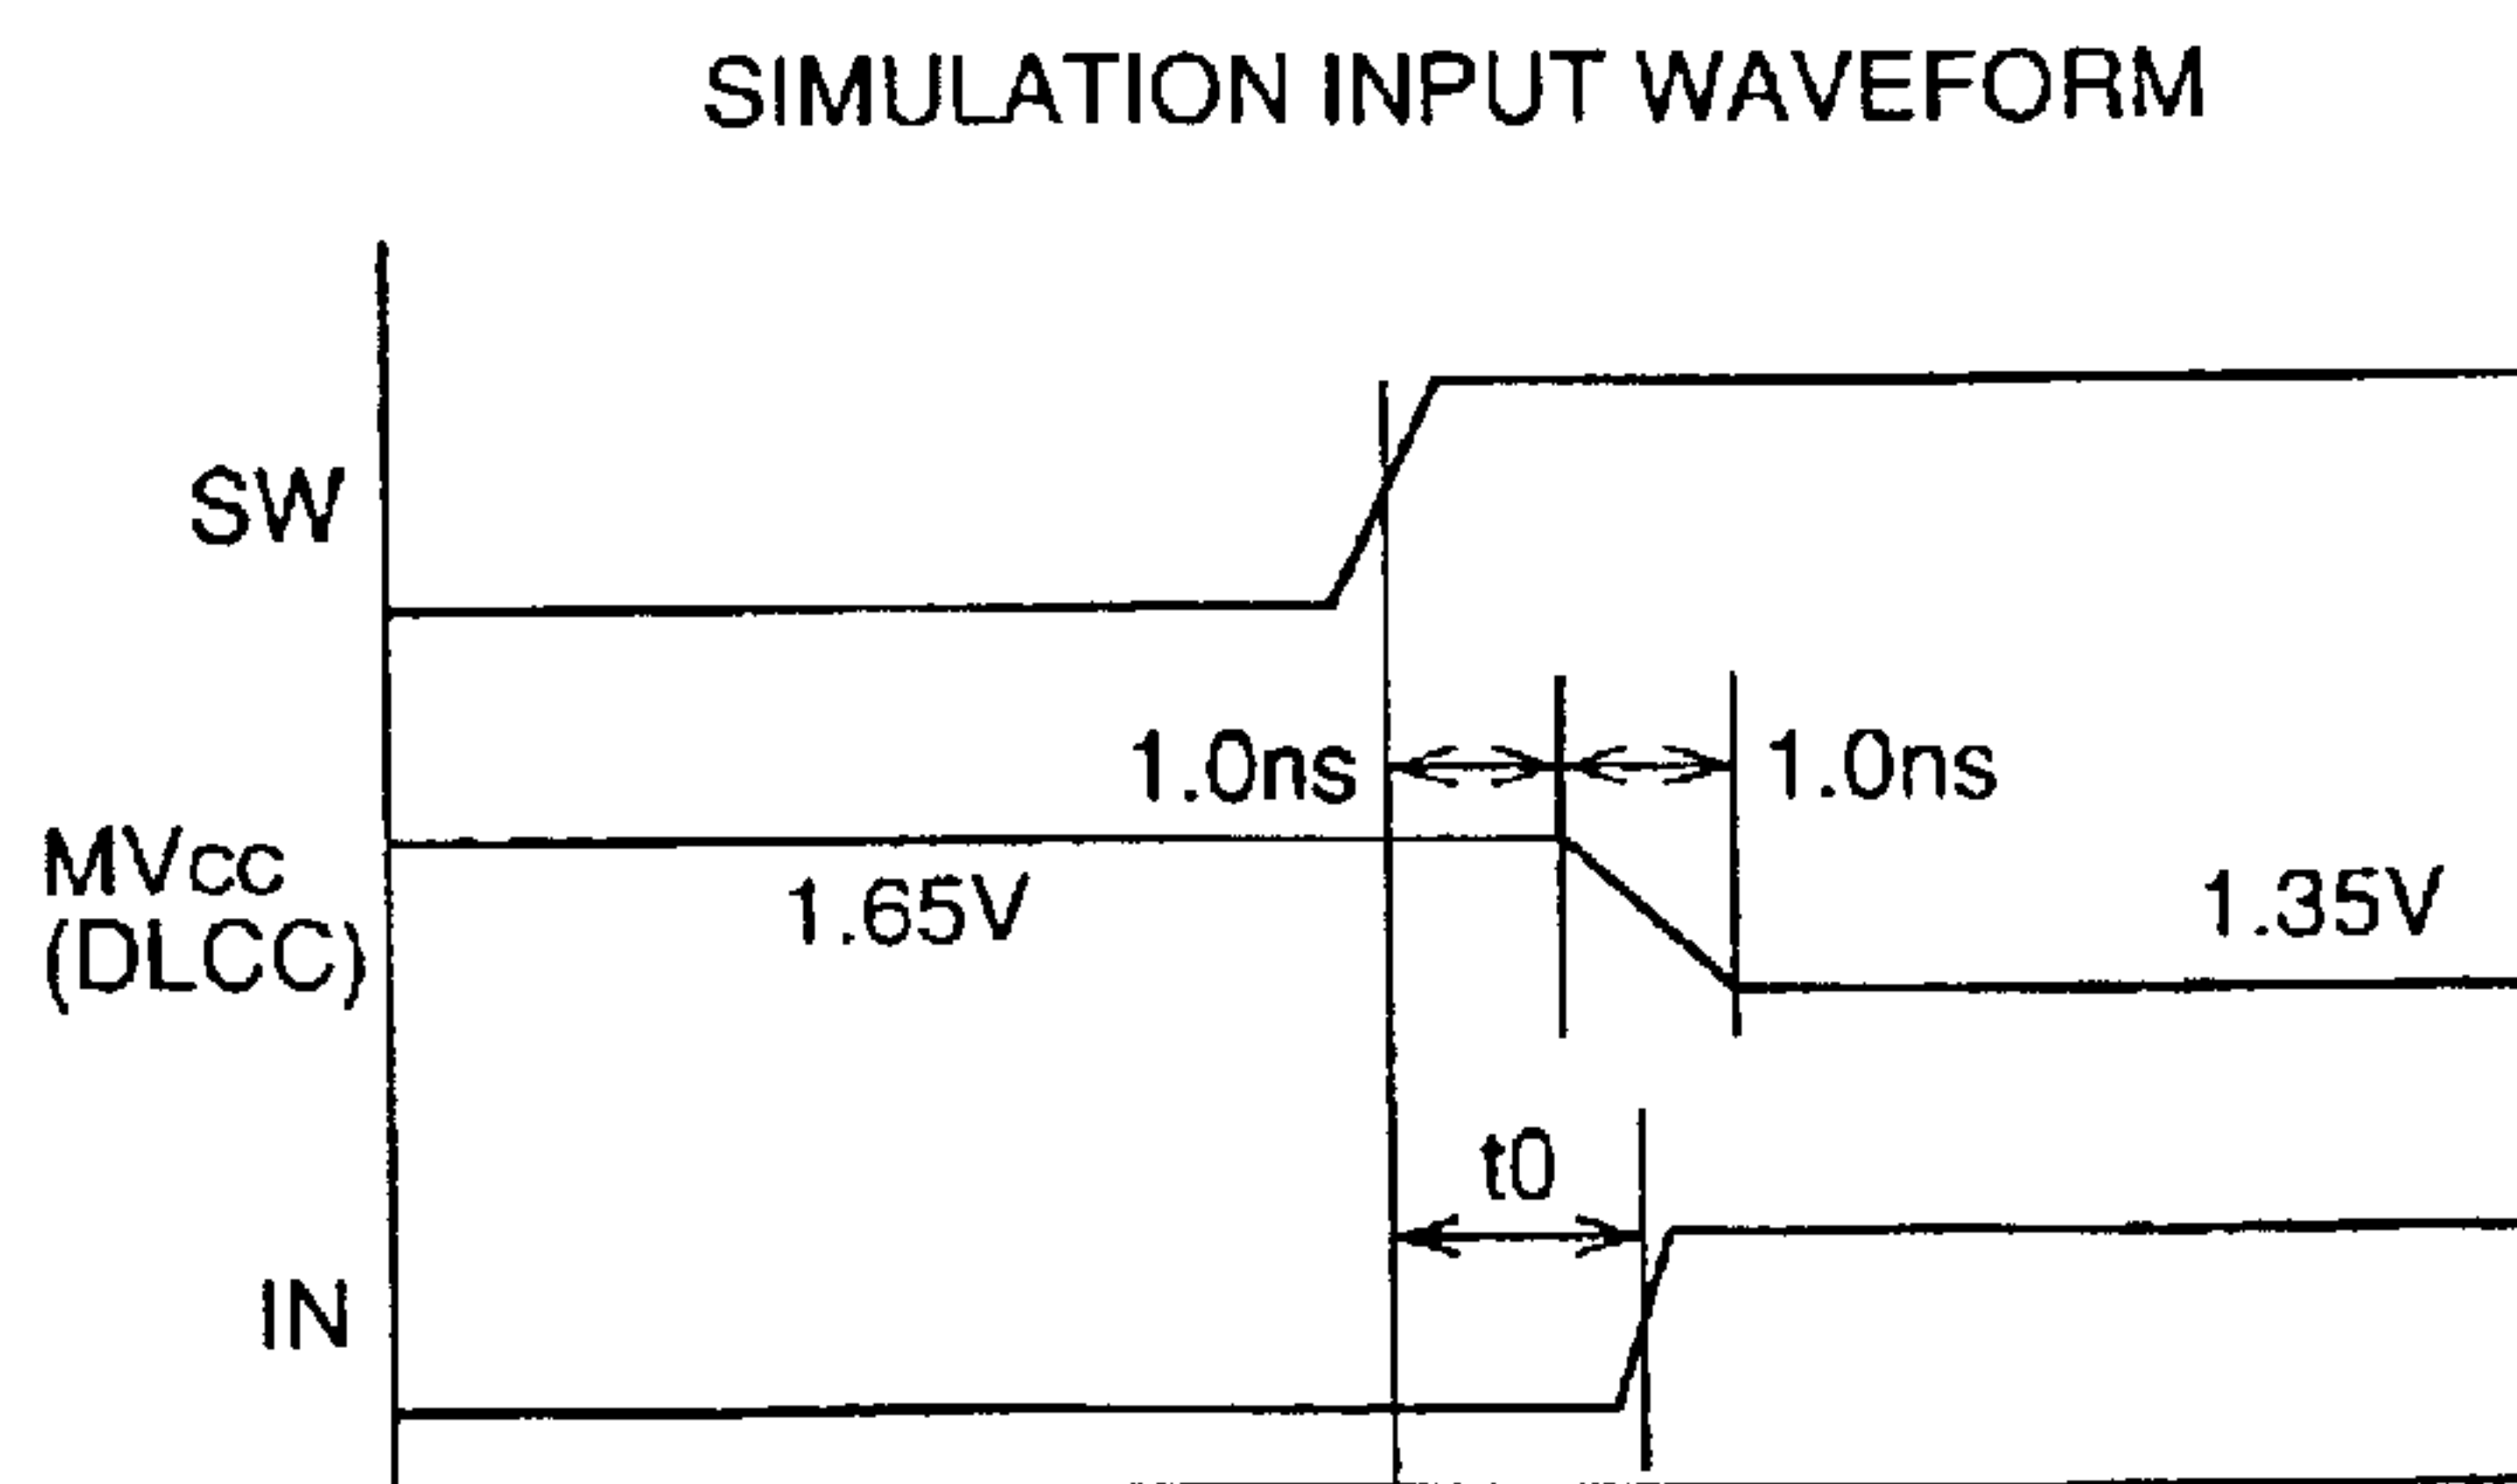 SIMULATION INPUT WAVEFORM
SW
1.0ns 1.0ns
MVcc
(DLCC)
1.65V
1.35V
t0
IN